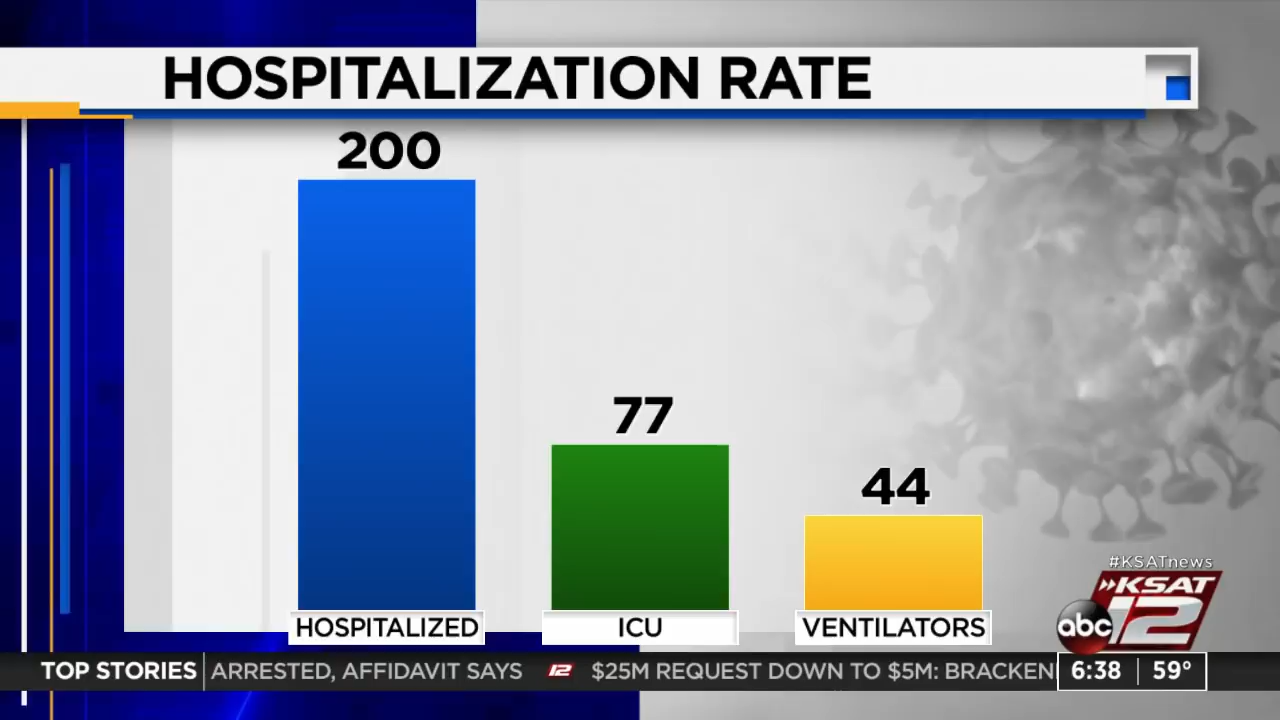 HOSPITALIZATION RATE
200
77
44
HOSPITALIZED
ICU
VENTILATORS
#KSATnews
KSAT
abc 12
TOP STORIES ARRESTED, AFFIDAVIT SAYS 12 $25M REQUEST DOWN TO $5M: BRACKEN 6:38 59°